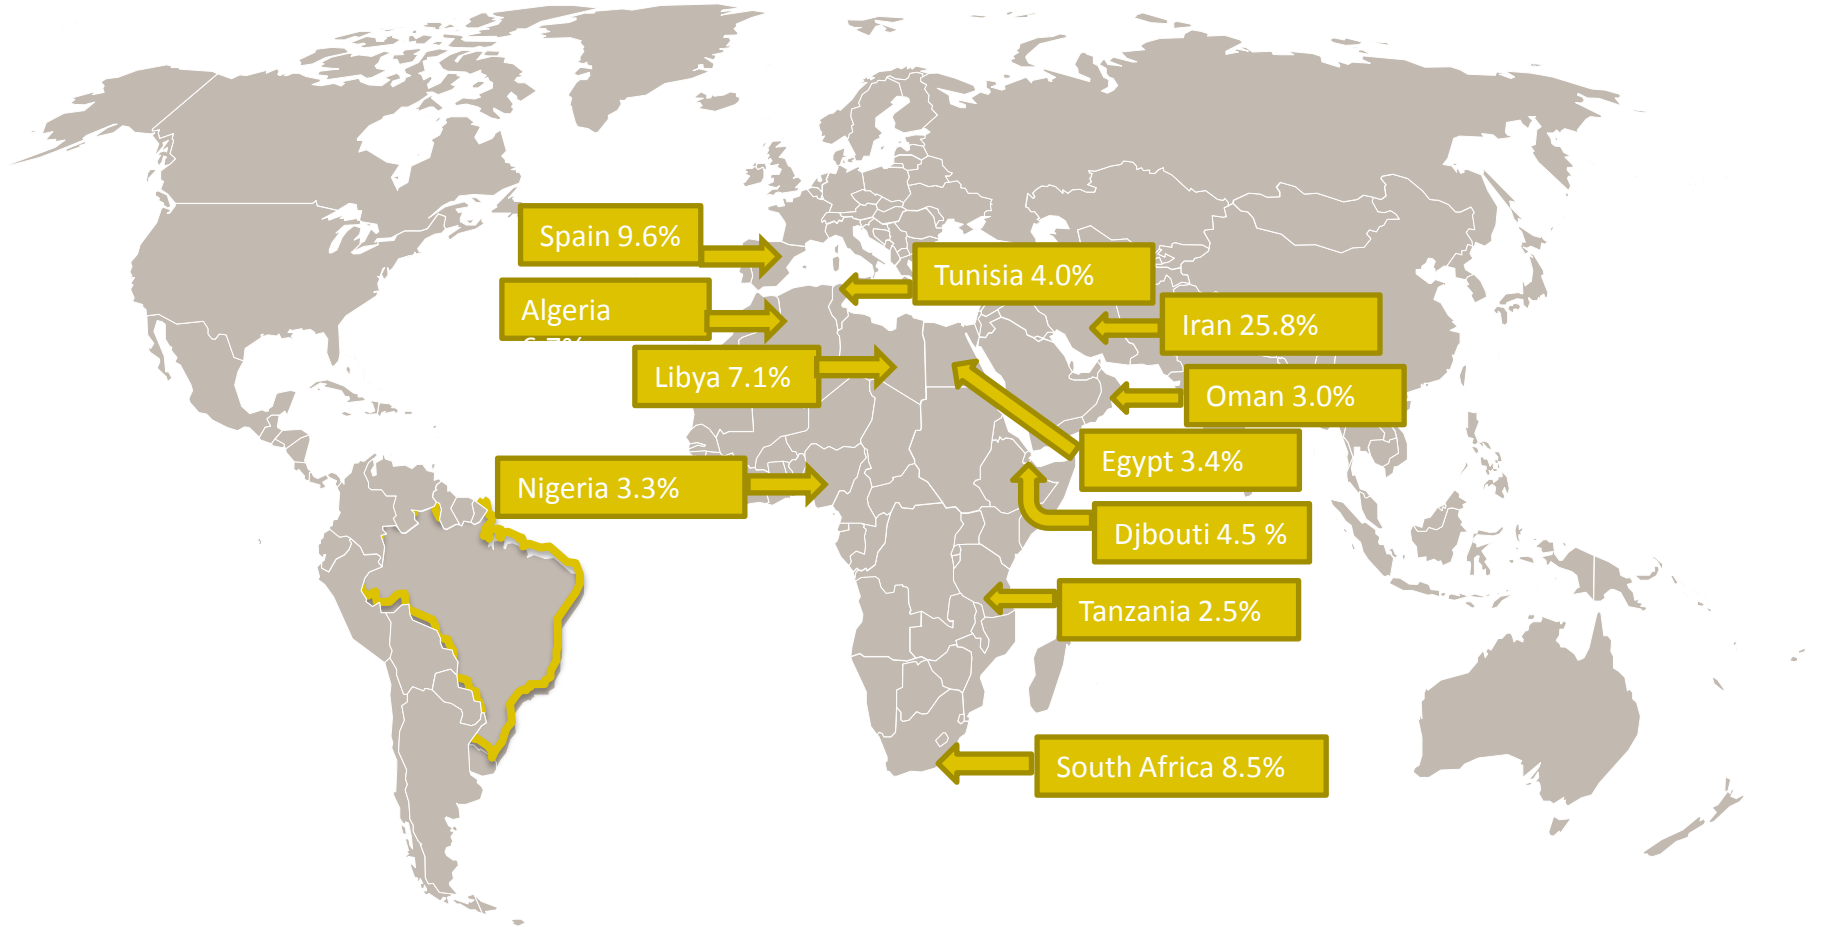 Spain 9.6%
Tunisia 4.0%
Algeria
Iran 25.8%
Libya 7.1%
Oman 3.0%
Egypt 3.4%
Nigeria 3.3%
Djbouti 4.5 %
Tanzania 2.5%
South Africa 8.5%